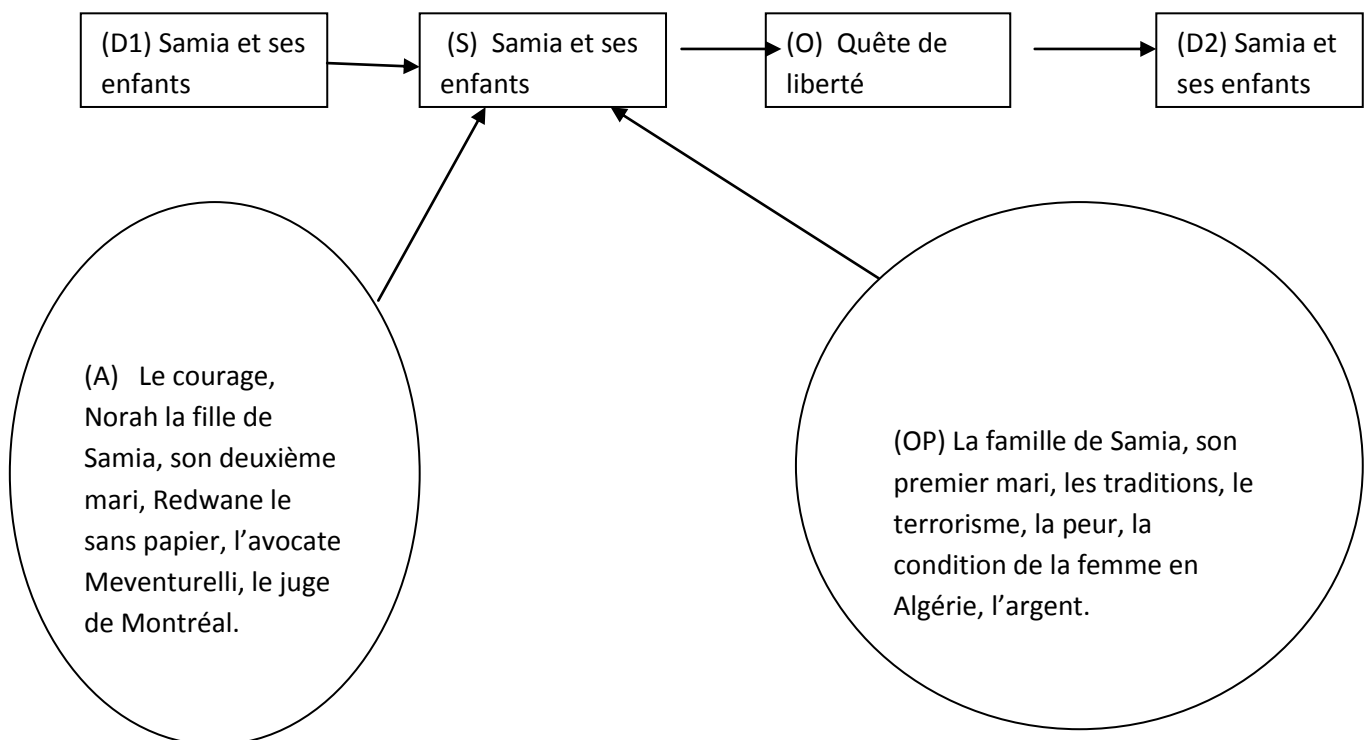 (D1) Samia et ses
enfants
(S) Samia et ses
enfants
(O) Quête de
liberté
(D2) Samia et
ses enfants
(A) Le courage,
Norah la fille de
Samia, son deuxième
mari, Redwane le
sans papier, l’avocate
Meventurelli, le juge
de Montréal.
(OP) La famille de Samia, son
premier mari, les traditions, le
terrorisme, la peur, la
condition de la femme en
Algérie, l’argent.